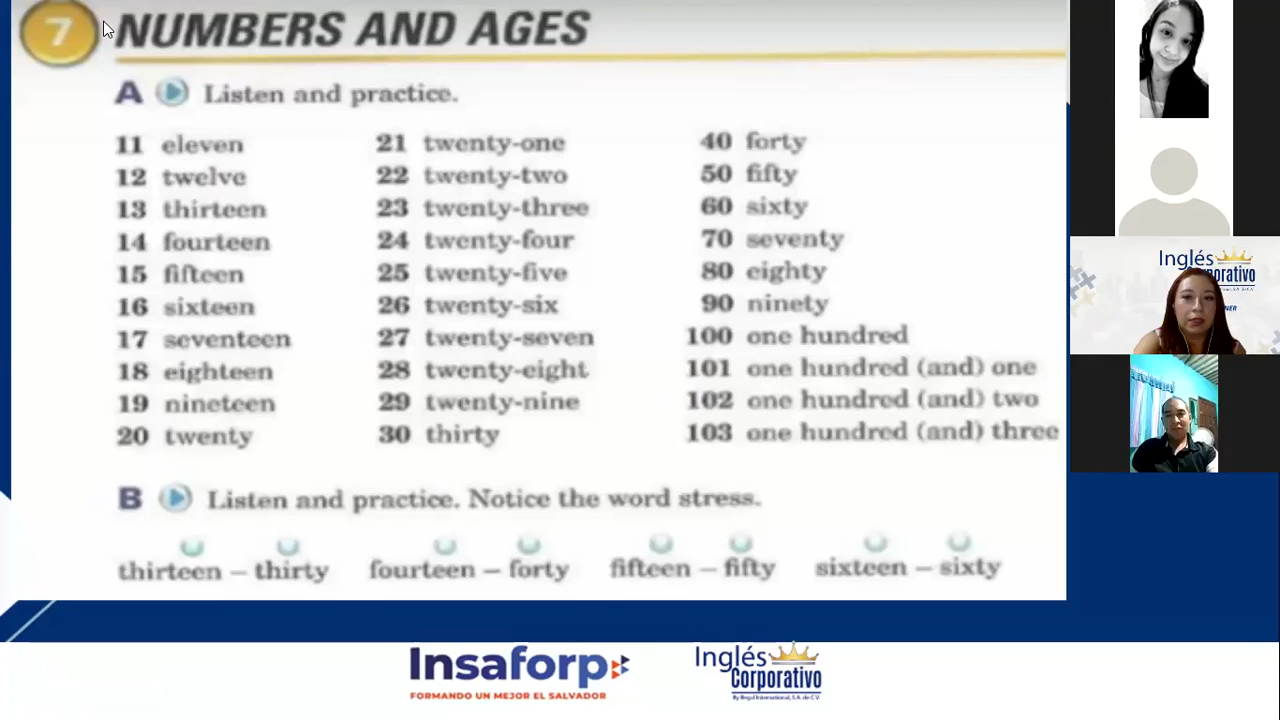 7 NUMBERS AND AGES
A Listen and practice.
11 eleven
12 twelve
13 thirteen
14 fourteen
15 fifteen
16 sixteen
17 seventeen
18 eighteen
19 nineteen
20 twenty
21 twenty-one
22 twenty-two
23 twenty-three
24 twenty-four
25 twenty-five
26 twenty-six
27 twenty-seven
28 twenty-eight
29 twenty-nine
30 thirty
40 forty
50 fifty
60 sixty
70 seventy
80 eighty
90 ninety
100 one hundred
101 one hundred (and) one
102 one hundred (and) two
103 one hundred (and) three
B Listen and practice. Notice the word stress.
thirteen – thirty fourteen – forty fifteen – fifty sixteen – sixty
Insaforp
FORMANDO UN MEJOR EL SALVADOR
Inglés
Corporativo
By Regal International, S.A. de C.V.
Inglés